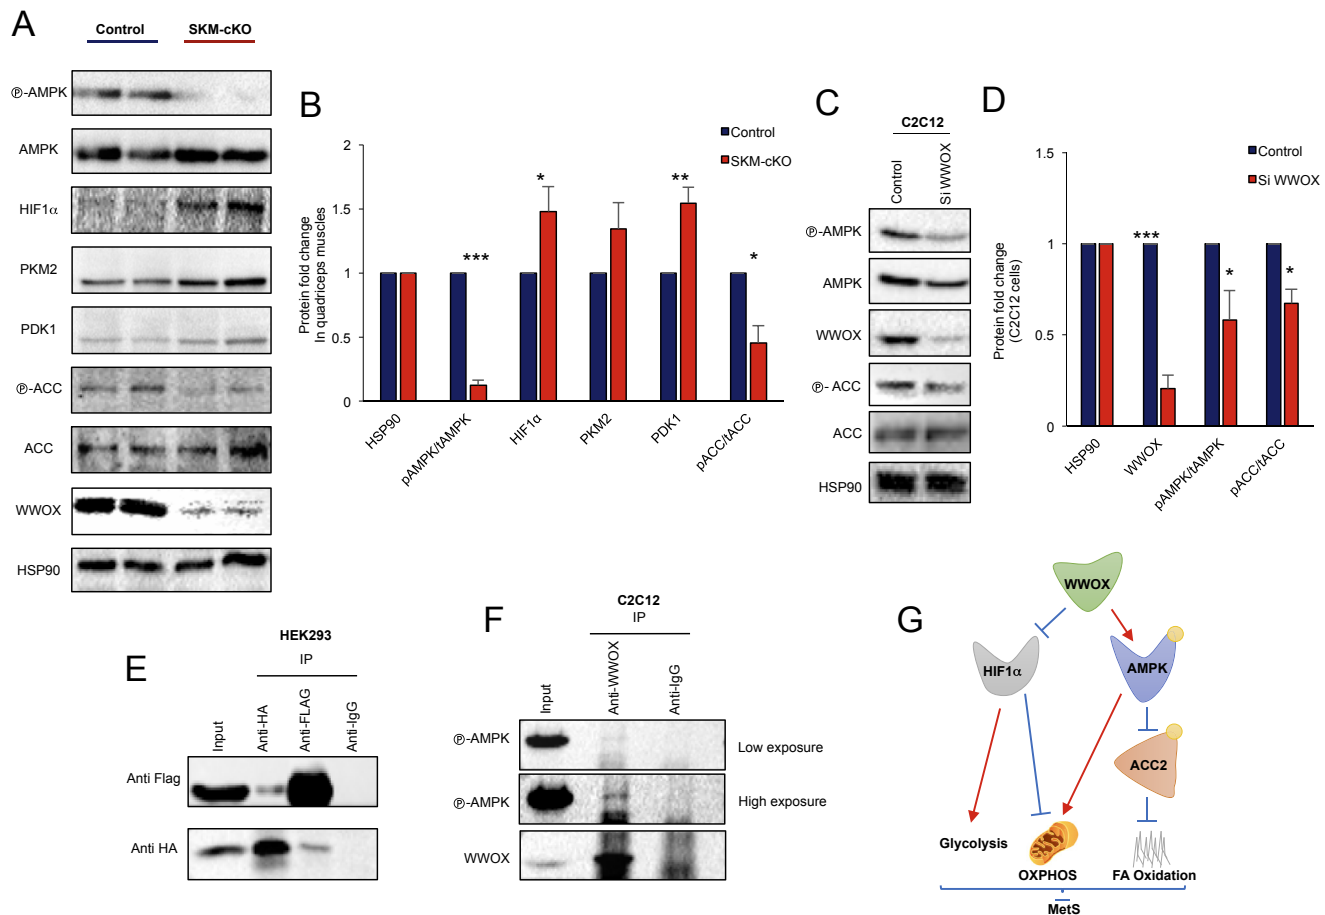 A
Control
SKM-cKO
Ⓟ-AMPK
AMPK
HIF1α
PKM2
PDK1
Ⓟ-ACC
ACC
WWOX
HSP90
B
Control
SKM-cKO
Protein fold change
In quadriceps muscles
2
1.5
1
0.5
0
***
*
**
*
HSP90
pAMPK/tAMPK
HIF1α
PKM2
PDK1
pACC/tACC
C
C2C12
Control
Si WWOX
Ⓟ-AMPK
AMPK
WWOX
Ⓟ- ACC
ACC
HSP90
D
Control
Si WWOX
Protein fold change
(C2C12 cells)
1.5
1
0.5
0
***
*
*
HSP90
WWOX
pAMPK/tAMPK
pACC/tACC
E
HEK293
IP
Input
Anti-HA
Anti-FLAG
Anti-IgG
Anti Flag
Anti HA
F
C2C12
IP
Input
Anti-WWOX
Anti-IgG
Ⓟ-AMPK
Low exposure
Ⓟ-AMPK
High exposure
WWOX
G
WWOX
HIF1α
AMPK
ACC2
Glycolysis
OXPHOS
FA Oxidation
MetS